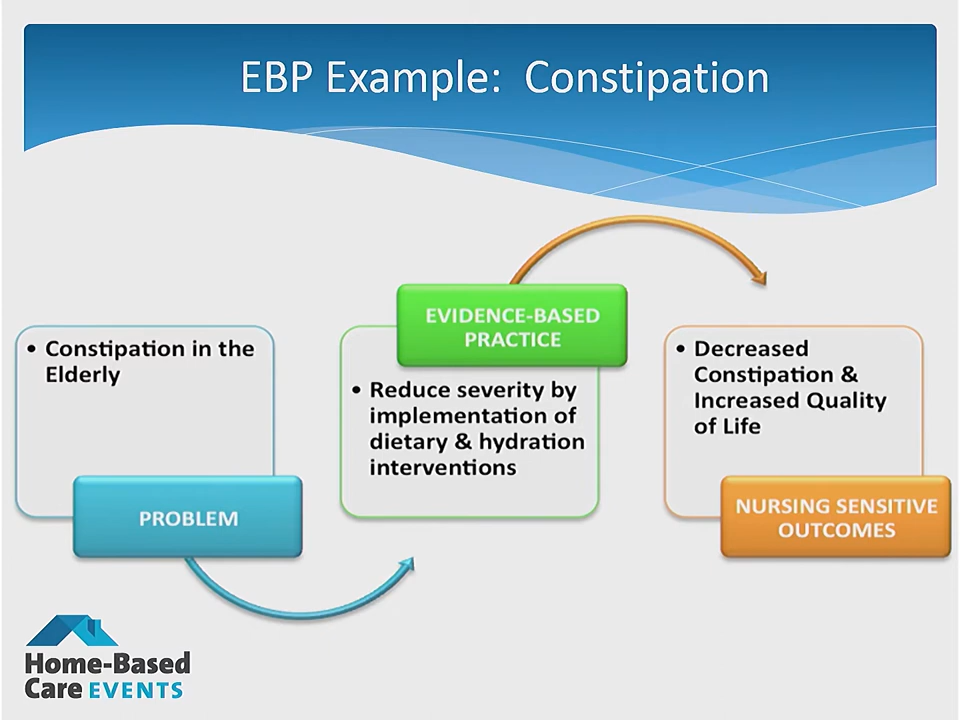 EBP Example: Constipation
• Constipation in the
Elderly
PROBLEM
EVIDENCE-BASED
PRACTICE
• Reduce severity by
implementation of
dietary & hydration
interventions
• Decreased
Constipation &
Increased Quality
of Life
NURSING SENSITIVE
OUTCOMES
Home-Based
Care EVENTS